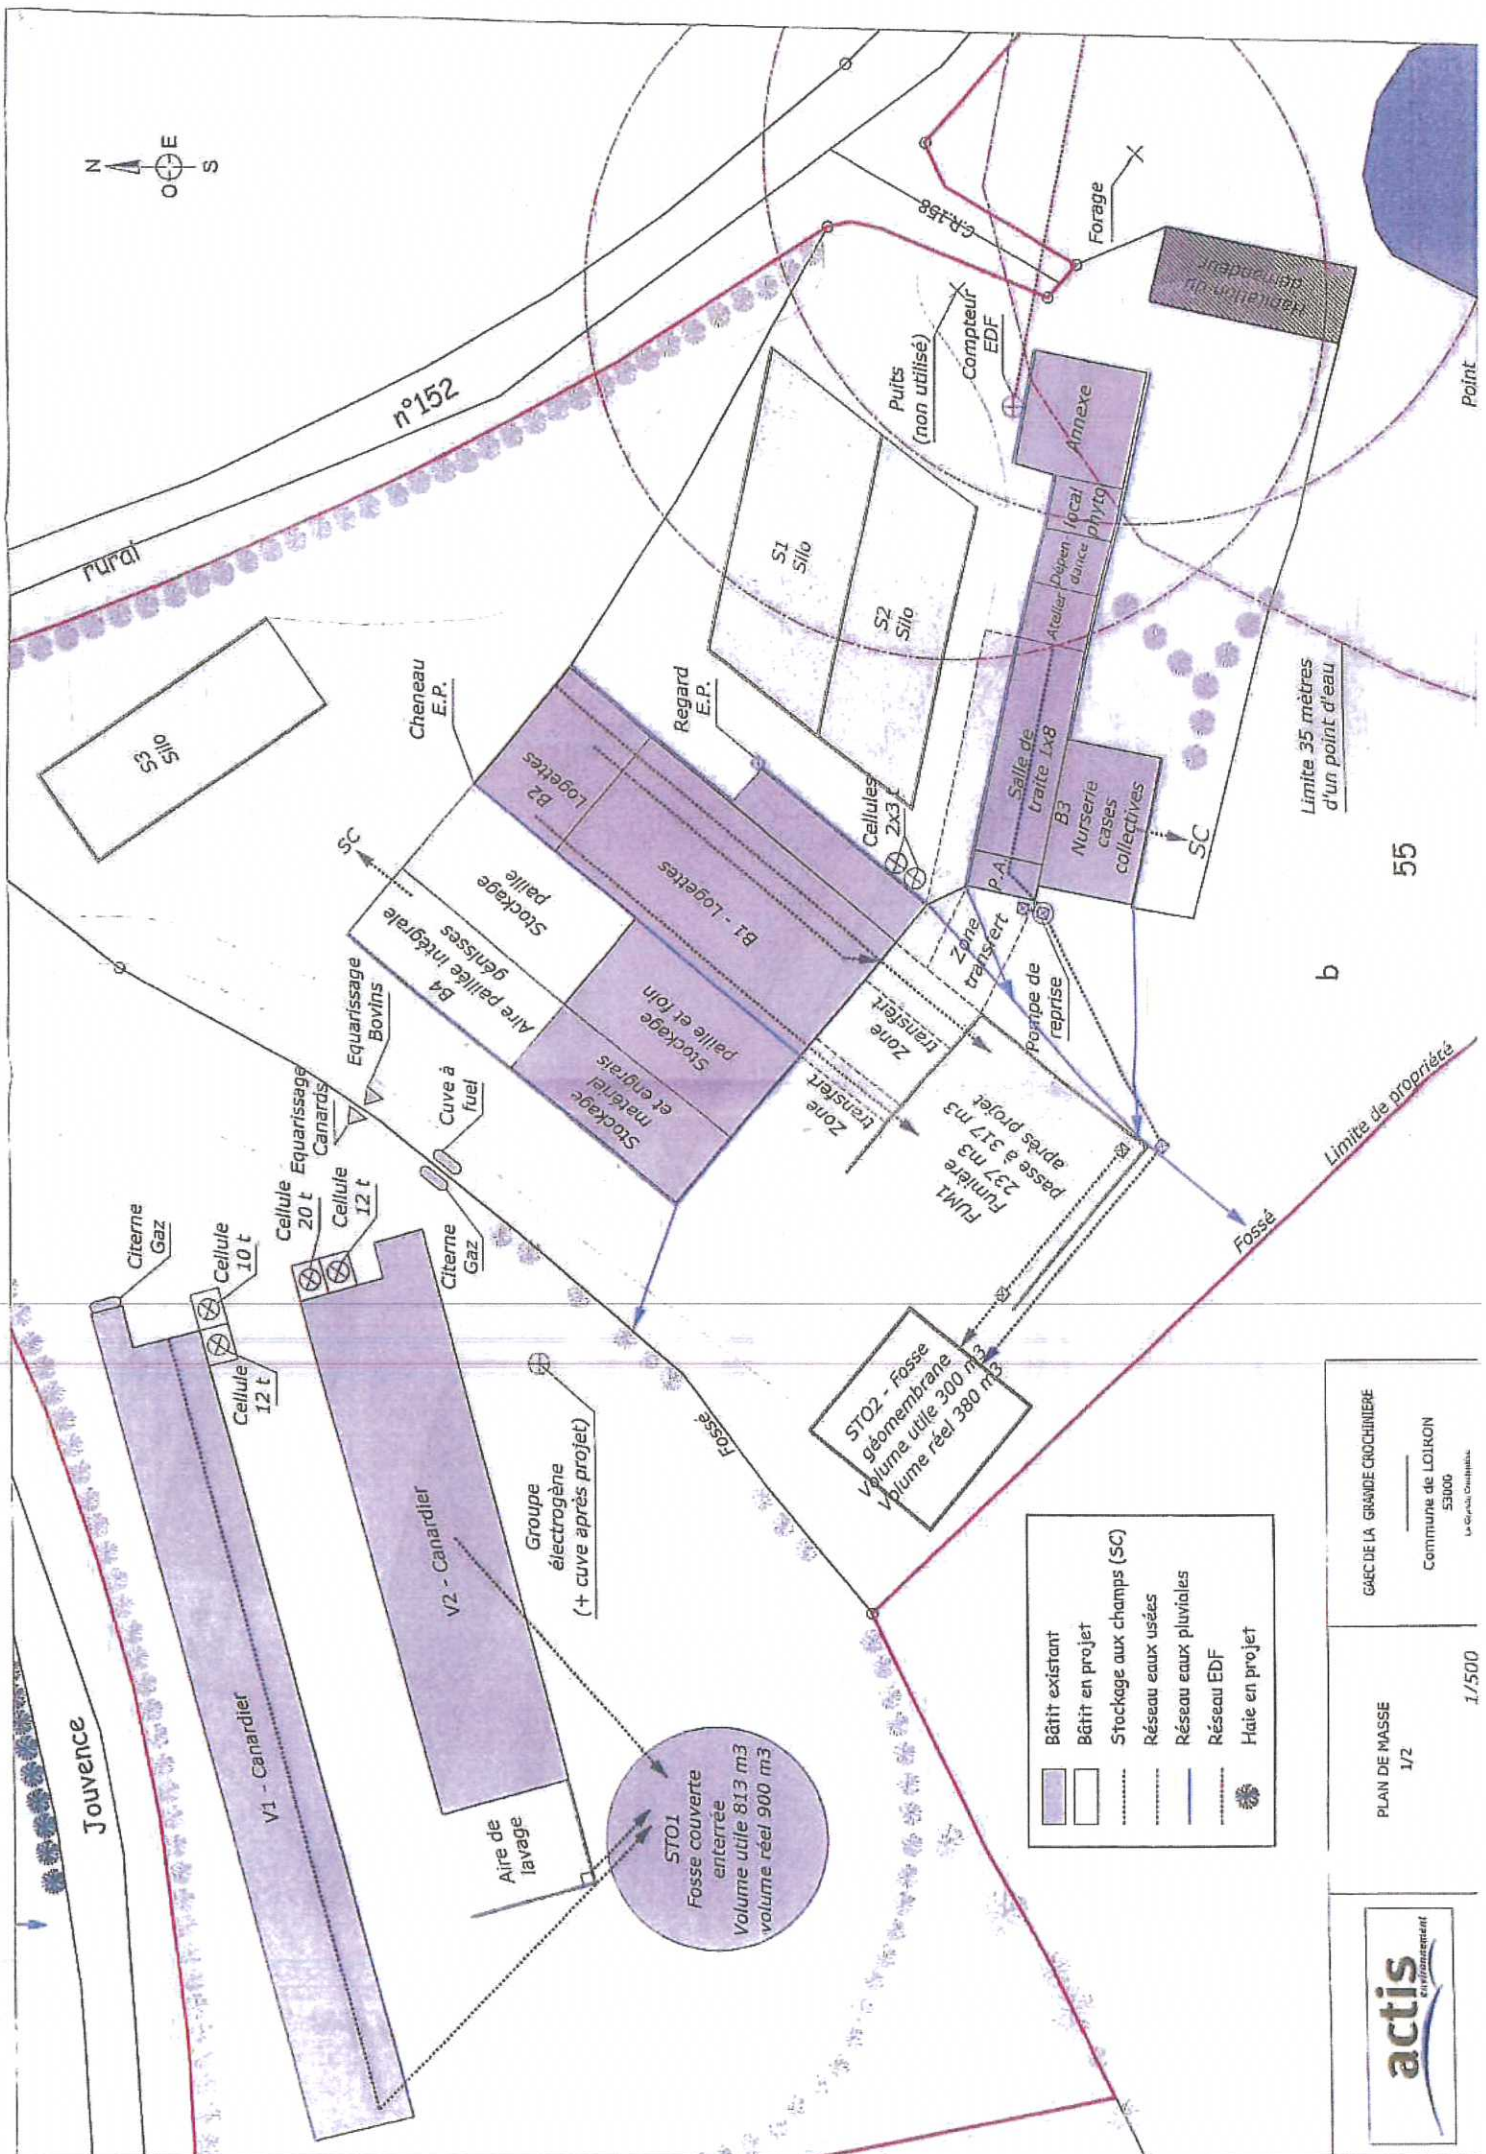 Jouvence
rural
n°152
N
O
E
S
C.R.158
V1 - Canardier
Citerne
Gaz
Cellule
10 t
Cellule
12 t
V2 - Canardier
Cellule
20 t
Cellule
12 t
Equarissage
Canards
Equarissage
Bovins
Cuve à
fuel
Citerne
Gaz
Groupe
électrogène
(+ cuve après projet)
Aire de
lavage
STO1
Fosse couverte
enterrée
Volume utile 813 m3
volume réel 900 m3
Fossé
S3
Silo
Cheneau
E.P.
SC
B4
Aire paillée intégrale
génisses
Stockage
paille
B2
Logettes
B1 - Logettes
Stockage
matériel
et engrais
Stockage
paille et foin
Regard
E.P.
S1
Silo
S2
Silo
Cellules
2x3 t
Puits
(non utilisé)
Compteur
EDF
Forage
Habitation du
demandeur
Annexe
local
phyto
Dépen-
dance
Atelier
Salle de
traite 1x8
P.A.
B3
Nurserie
cases
collectives
SC
Zone
transfert
Zone
transfert
Zone
transfert
Pompe de
reprise
FUM1
Fumière
237 m3
passe à 317 m3
après projet
STO2 - Fosse
géomembrane
Volume utile 300 m3
Volume réel 380 m3
Fossé
Limite de propriété
Limite 35 mètres
d'un point d'eau
Point
b
55
Bâtit existant
Bâtit en projet
Stockage aux champs (SC)
Réseau eaux usées
Réseau eaux pluviales
Réseau EDF
Haie en projet
actis
environnement
PLAN DE MASSE
1/2
1/500
GAEC DE LA GRANDE CROCHINIERE
Commune de LOIRON